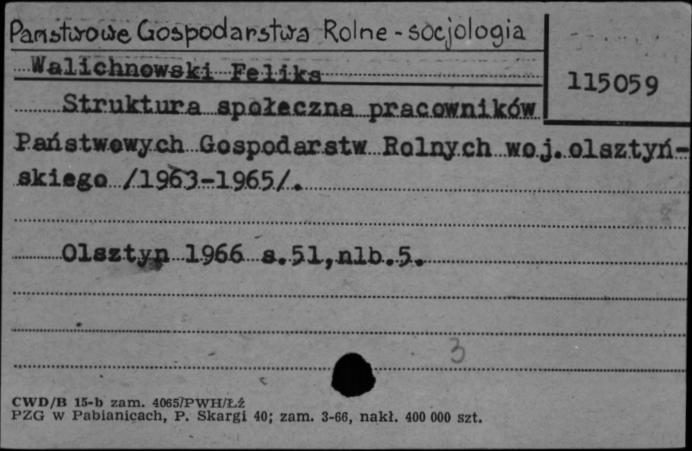 Państwowe Gospodarstwa Rolne - socjologia
Walichnowski Feliks
115059
Struktura społeczna pracowników
Państwowych Gospodarstw Rolnych woj.olsztyń-
skiego /1963-1965/.
Olsztyn 1966 s.51,nlb.5.
3
CWD/B 15-b zam. 4065/PWH/Łź
PZG w Pabianicach, P. Skargi 40; zam. 3-66, nakł. 400 000 szt.